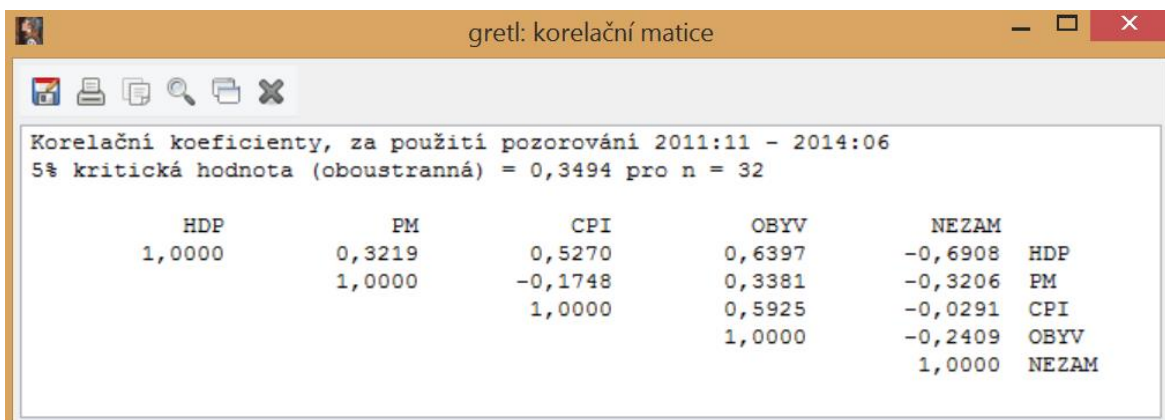 gretl: korelační matice
Korelační koeficienty, za použití pozorování 2011:11 - 2014:06
5% kritická hodnota (oboustranná) = 0,3494 pro n = 32
HDP PM CPI OBYV NEZAM
1,0000 0,3219 0,5270 0,6397 -0,6908 HDP
1,0000 -0,1748 0,3381 -0,3206 PM
1,0000 0,5925 -0,0291 CPI
1,0000 -0,2409 OBYV
1,0000 NEZAM